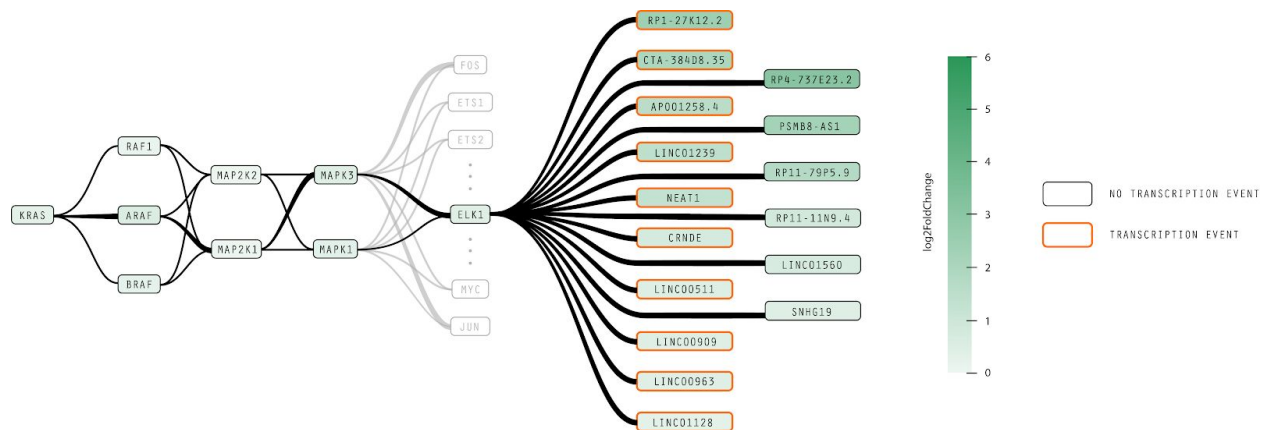 KRAS
RAF1
ARAF
BRAF
MAP2K2
MAP2K1
MAPK3
MAPK1
FOS
ETS1
ETS2
ELK1
MYC
JUN
RP1-27K12.2
CTA-384D8.35
AP001258.4
LINC01239
NEAT1
CRNDE
LINC00511
LINC00909
LINC00963
LINC01128
RP4-737E23.2
PSMB8-AS1
RP11-79P5.9
RP11-11N9.4
LINC01560
SNHG19
log2FoldChange
6
5
4
3
2
1
0
NO TRANSCRIPTION EVENT
TRANSCRIPTION EVENT